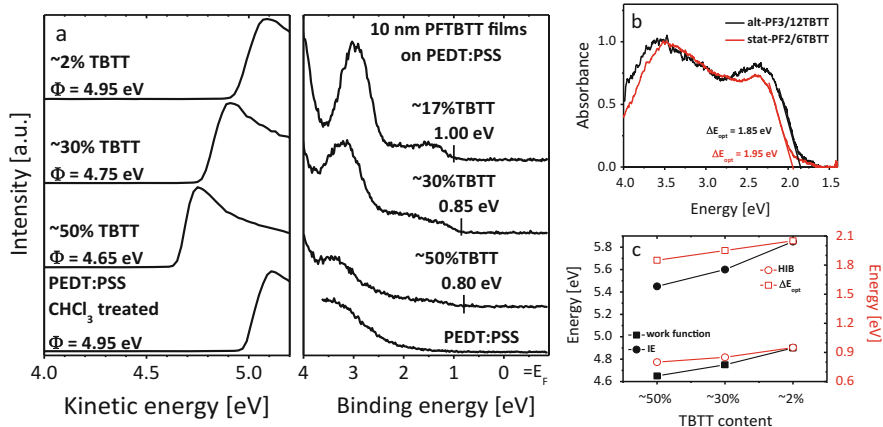 a
~2% TBTT
Φ = 4.95 eV
~30% TBTT
Φ = 4.75 eV
~50% TBTT
Φ = 4.65 eV
PEDT:PSS
CHCl₃ treated
Φ = 4.95 eV
Intensity [a.u.]
4.0 4.5 5.0
Kinetic energy [eV]
10 nm PFTBTT films
on PEDT:PSS
~17%TBTT
1.00 eV
~30%TBTT
0.85 eV
~50%TBTT
0.80 eV
PEDT:PSS
4 3 2 1 0 =E_F
Binding energy [eV]
b
alt-PF3/12TBTT
stat-PF2/6TBTT
ΔE_opt = 1.85 eV
ΔE_opt = 1.95 eV
Absorbance
1.0
0.5
0.0
4.0 3.5 3.0 2.5 2.0 1.5
Energy [eV]
c
HIB
ΔE_opt
work function
IE
Energy [eV]
5.8
5.6
5.4
5.2
5.0
4.8
4.6
2.1
1.8
1.5
1.2
0.9
0.6
Energy [eV]
~50% ~30% ~2%
TBTT content